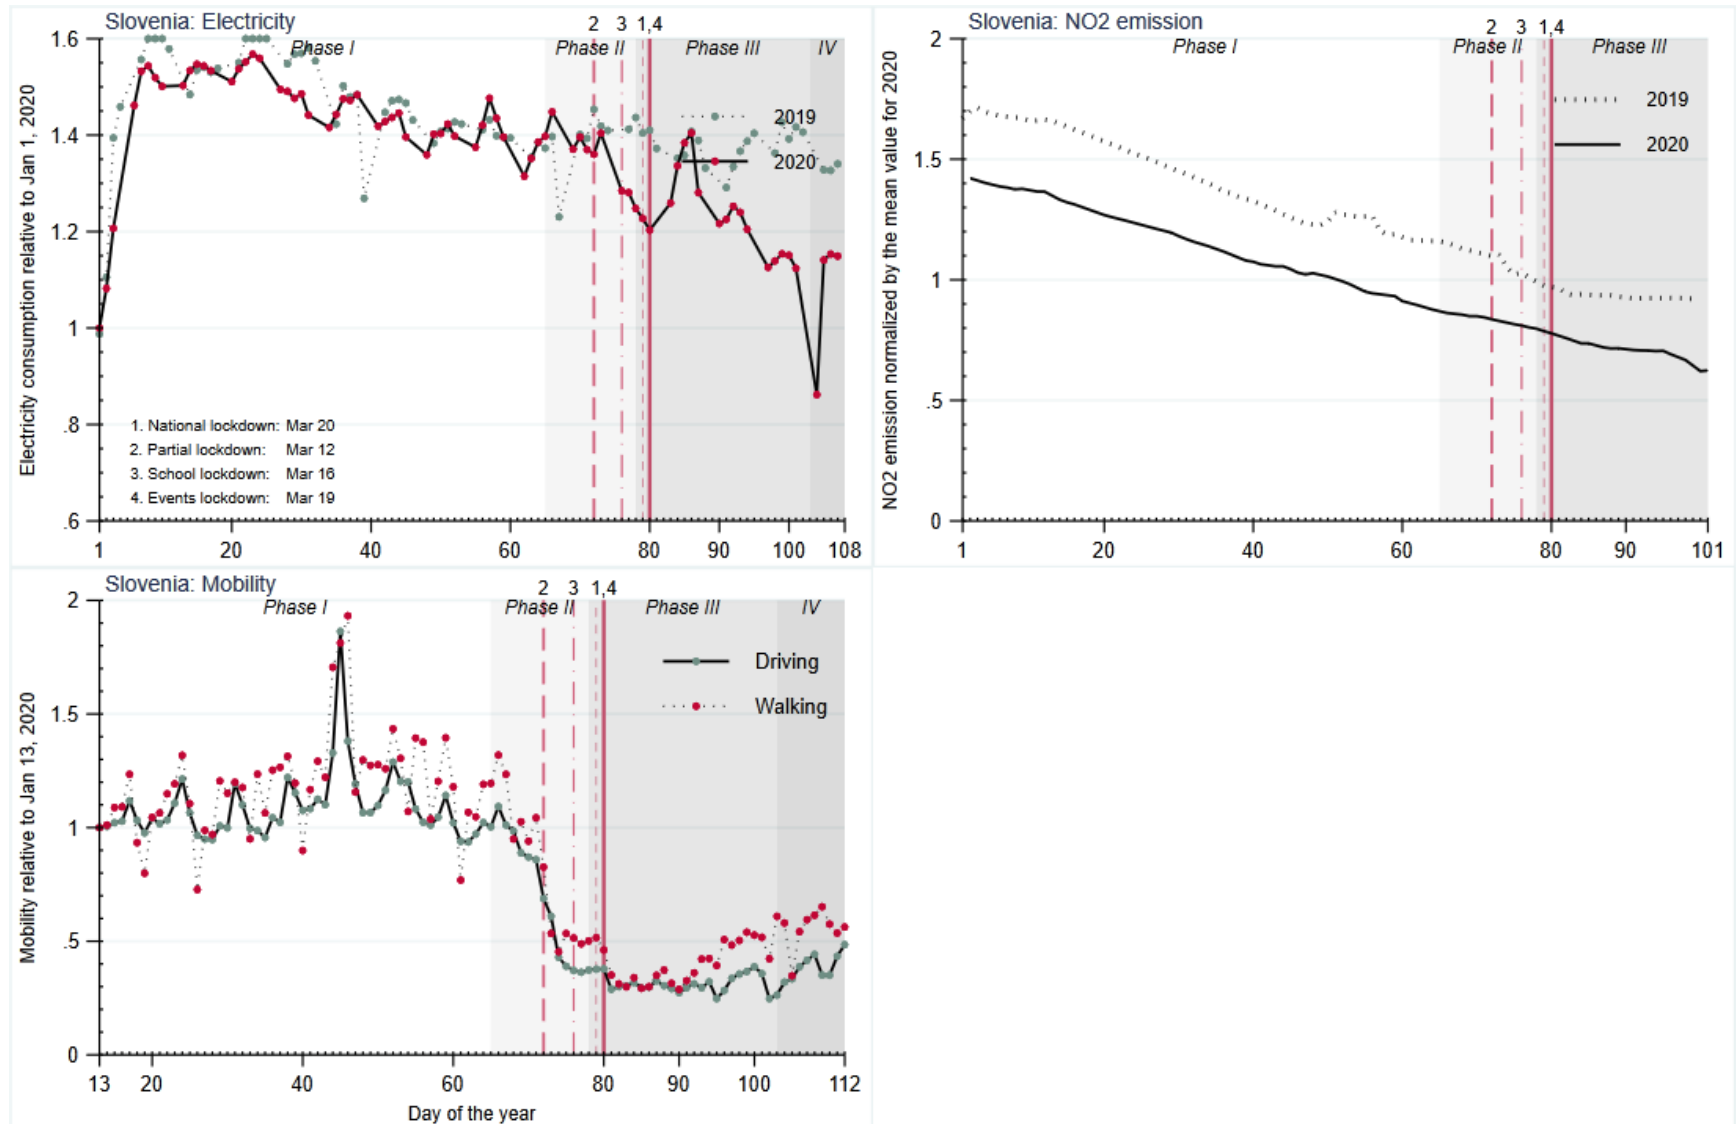 Slovenia: Electricity
2 3 1,4
Phase I Phase II Phase III IV
Electricity consumption relative to Jan 1, 2020
1.6
1.4
1.2
1
.8
.6
2019
2020
1. National lockdown: Mar 20
2. Partial lockdown: Mar 12
3. School lockdown: Mar 16
4. Events lockdown: Mar 19
1 20 40 60 80 90 100 108
Slovenia: NO2 emission
2 3 1,4
Phase I Phase II Phase III
NO2 emission normalized by the mean value for 2020
2
1.5
1
.5
0
2019
2020
1 20 40 60 80 90 101
Slovenia: Mobility
2 3 1,4
Phase I Phase II Phase III IV
Mobility relative to Jan 13, 2020
2
1.5
1
.5
0
Driving
Walking
13 20 40 60 80 90 100 112
Day of the year